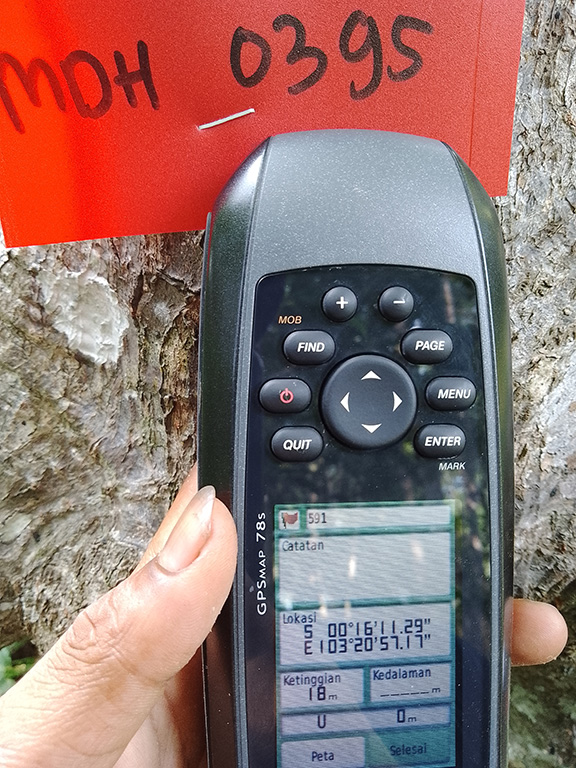 MDH 0395
+ -
MOB
FIND PAGE
MENU
QUIT ENTER
MARK
GPSMAP 78S
591
Catatan
Lokasi
S 00°16'11.29"
E 103°20'57.17"
Ketinggian Kedalaman
18m _____m
U 0m
Peta Selesai